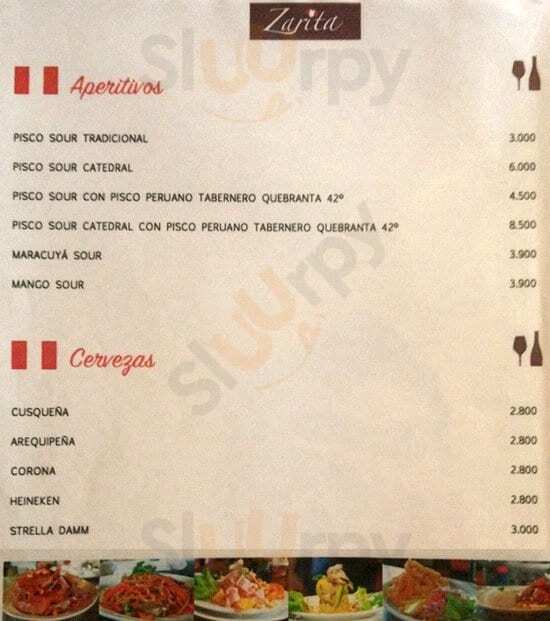 Zarita
Aperitivos
PISCO SOUR TRADICIONAL 3.000
PISCO SOUR CATEDRAL 6.000
PISCO SOUR CON PISCO PERUANO TABERNERO QUEBRANTA 42º 4.500
PISCO SOUR CATEDRAL CON PISCO PERUANO TABERNERO QUEBRANTA 42º 8.500
MARACUYÁ SOUR 3.900
MANGO SOUR 3.900
Cervezas
CUSQUEÑA 2.800
AREQUIPEÑA 2.800
CORONA 2.800
HEINEKEN 2.800
STRELLA DAMM 3.000
Sluurpy
Sluurpy
Sluurpy